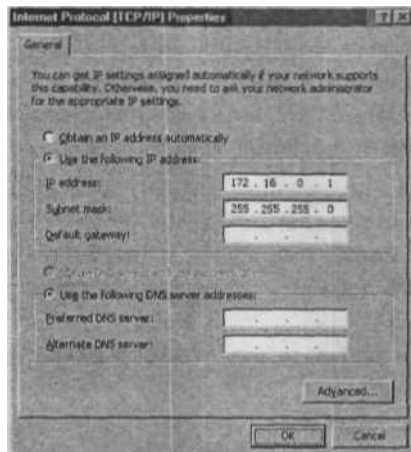 Internet Protocol (TCP/IP) Properties
General
You can get IP settings assigned automatically if your network supports
this capability. Otherwise, you need to ask your network administrator
for the appropriate IP settings.
Obtain an IP address automatically
Use the following IP address:
IP address: 172 . 16 . 0 . 1
Subnet mask: 255 . 255 . 255 . 0
Default gateway: . . .
Use the following DNS server addresses:
Preferred DNS server: . . .
Alternate DNS server: . . .
Advanced...
OK Cancel